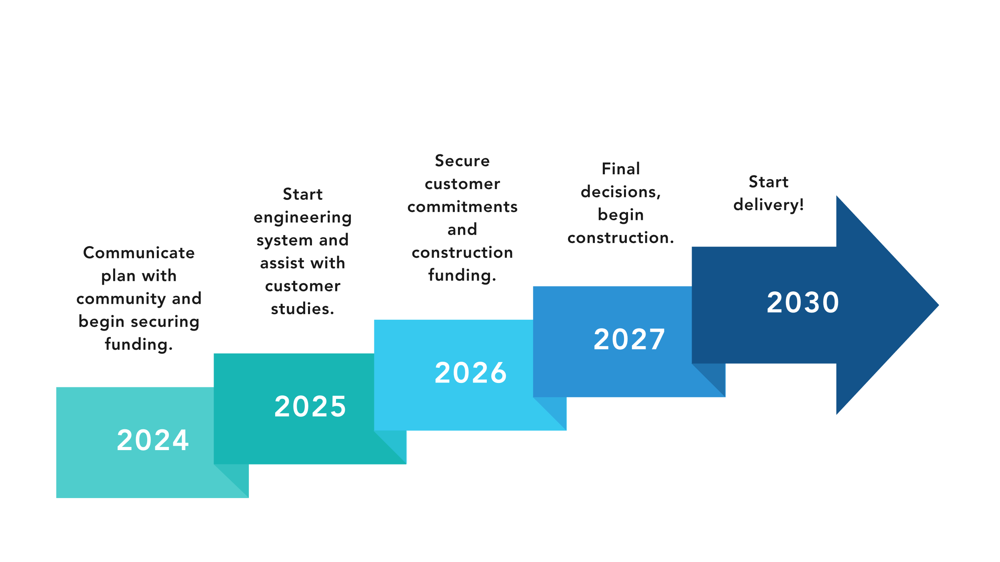 Communicate
plan with
community and
begin securing
funding.
2024
Start
engineering
system and
assist with
customer
studies.
2025
Secure
customer
commitments
and
construction
funding.
2026
Final
decisions,
begin
construction.
2027
Start
delivery!
2030